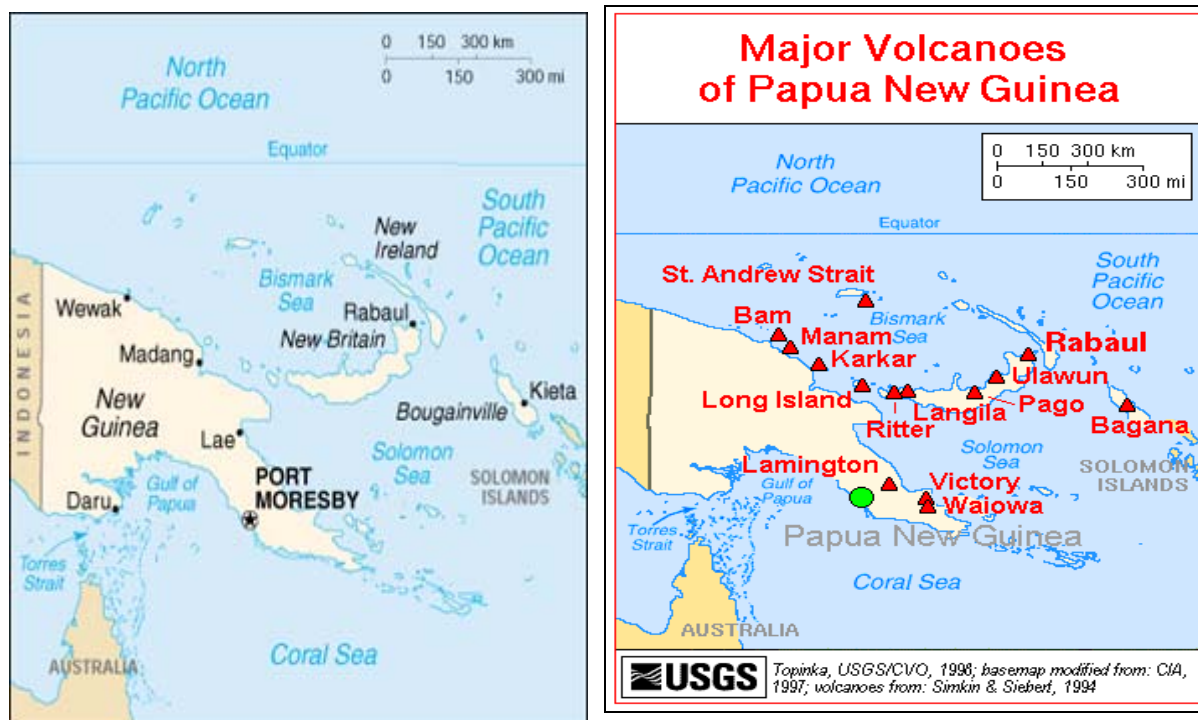 0 150 300 km
0 150 300 mi
North
Pacific Ocean
Equator
South
Pacific
Ocean
New
Ireland
Bismark
Sea
Rabaul
New Britain
Wewak
Madang
INDONESIA
New
Guinea
Kieta
Bougainville
Lae
Solomon
Sea
SOLOMON
ISLANDS
PORT
MORESBY
Gulf of
Papua
Daru
Torres
Strait
Coral Sea
AUSTRALIA
Major Volcanoes
of Papua New Guinea
0 150 300 km
0 150 300 mi
North
Pacific Ocean
Equator
South
Pacific
Ocean
St. Andrew Strait
Bismark
Sea
Bam
Manam
Karkar
Rabaul
Ulawun
Long Island
Langila
Pago
Ritter
Bagana
Solomon
Sea
SOLOMON
ISLANDS
Lamington
Gulf of
Papua
Victory
Waiowa
Papua New Guinea
Torres
Strait
Coral Sea
AUSTRALIA
USGS
Topinka, USGS/CVO, 1998; basemap modified from: CIA,
1997; volcanoes from: Simkin & Siebert, 1994